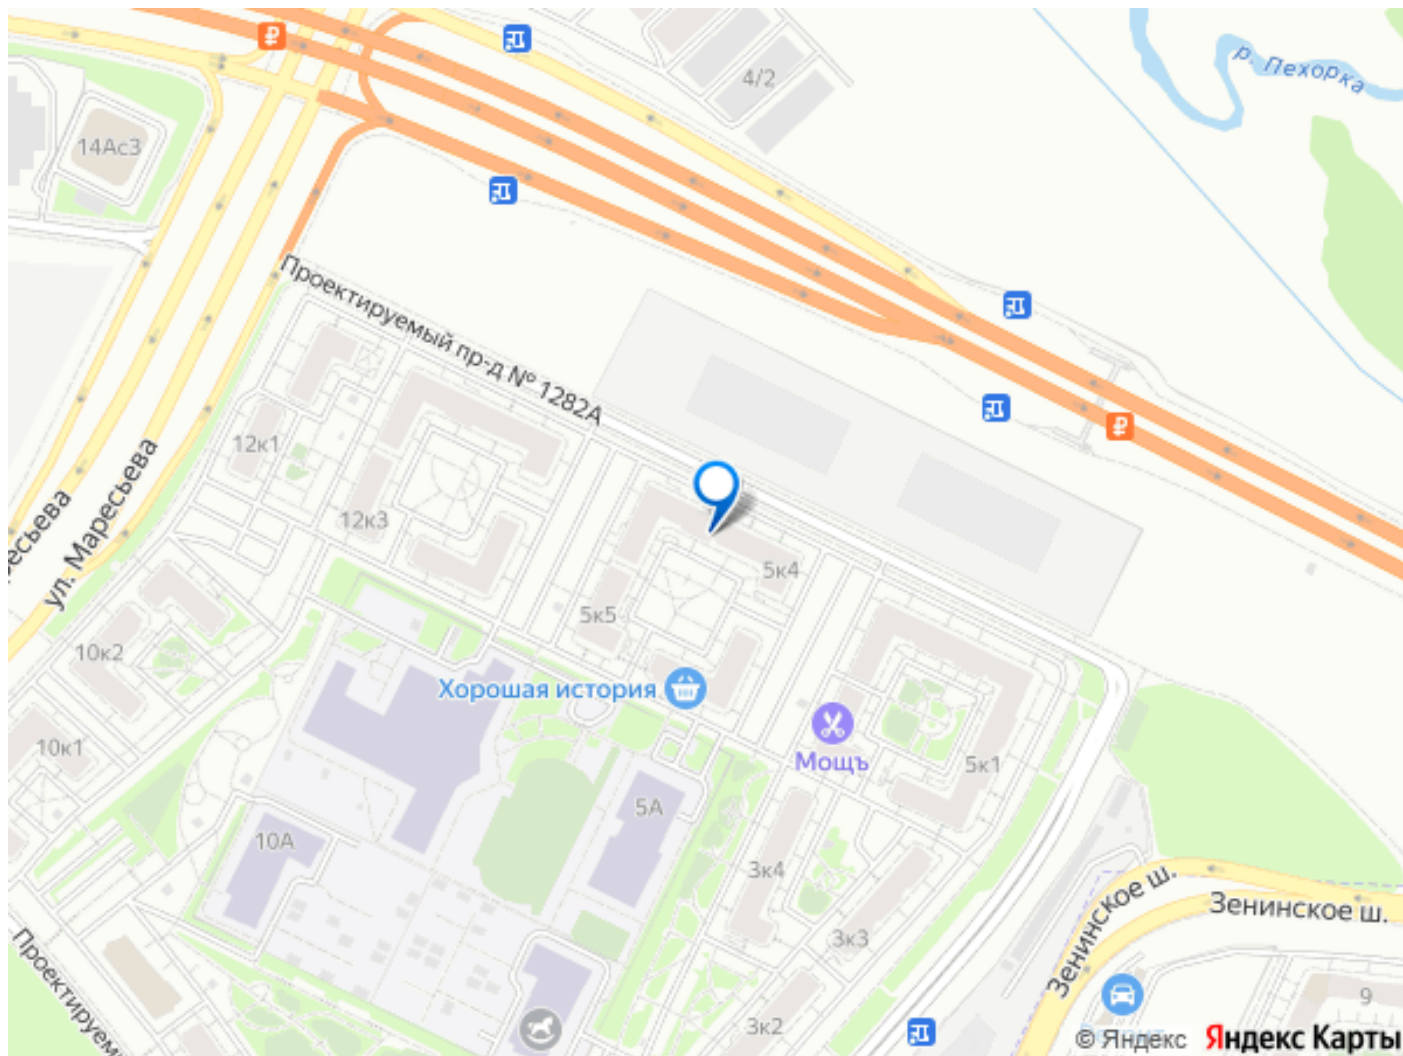 4/2
р. Пехорка
14Ас3
Проектируемый пр-д № 1282А
12к1
12к3
ул. Маресьева
есьева
5к4
5к5
10к2
Хорошая история
10к1
Мощъ
5к1
5А
10А
3к4
3к3
Зенинское ш.
Зенинское ш.
Проектируем
9
3к2
© Яндекс Яндекс Карты